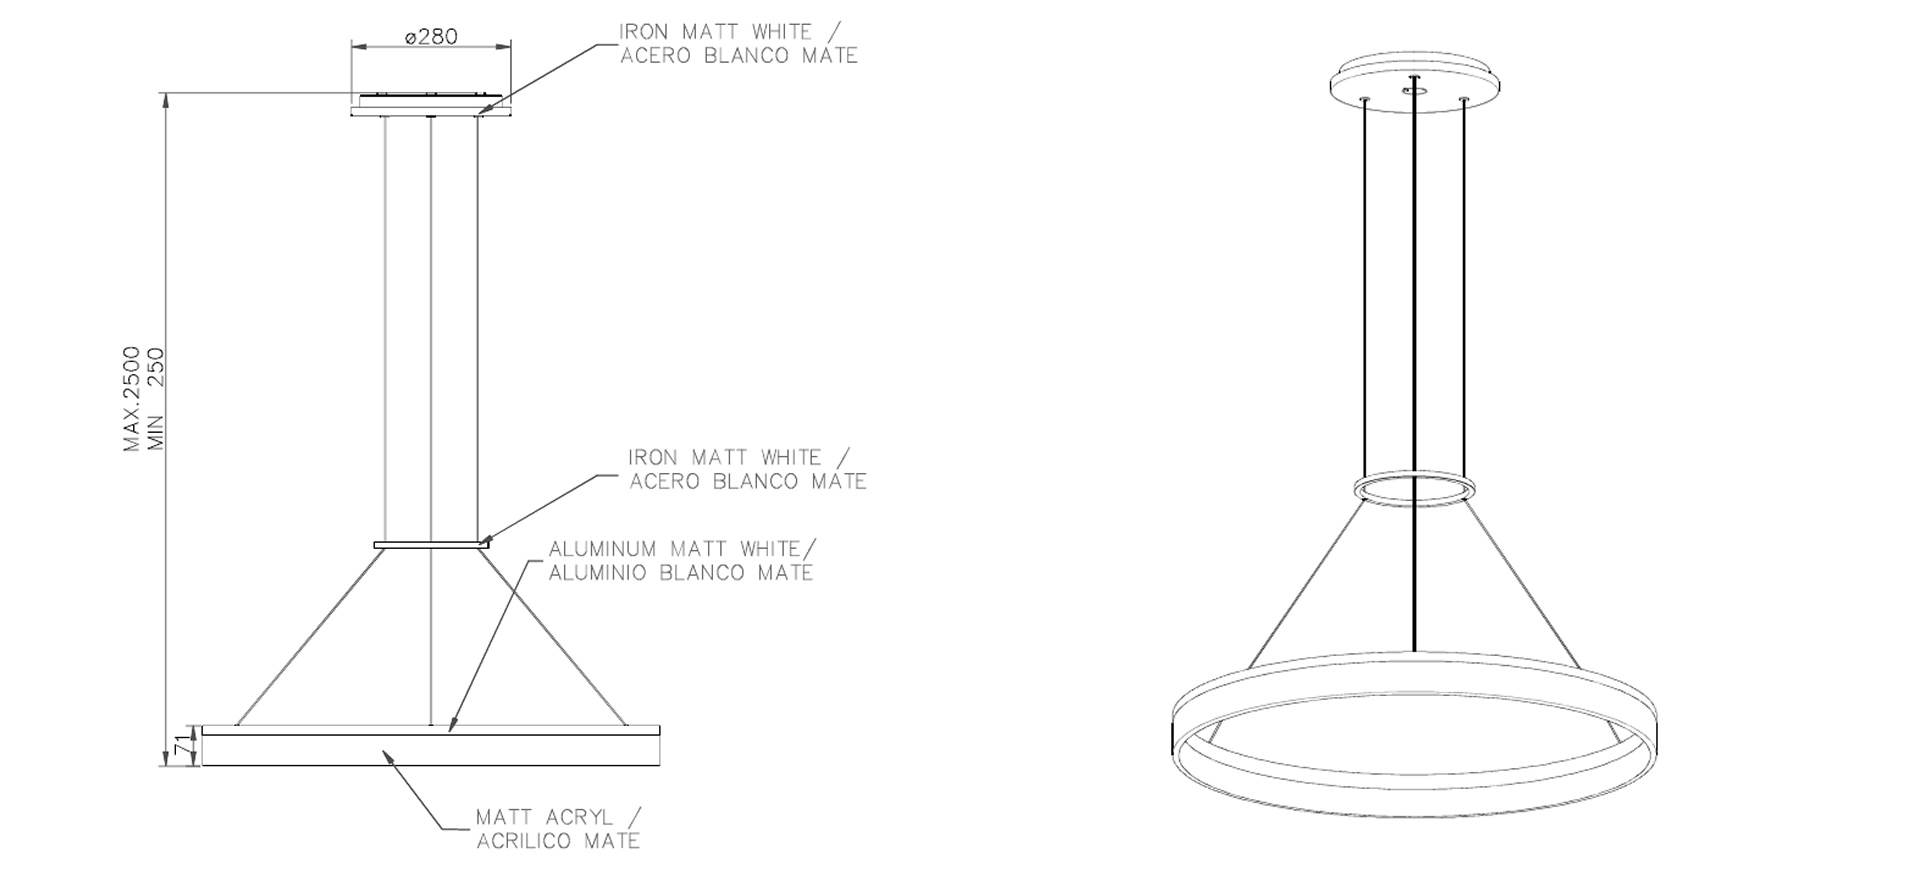 ø280
IRON MATT WHITE /
ACERO BLANCO MATE
MAX.2500
MIN 250
IRON MATT WHITE /
ACERO BLANCO MATE
ALUMINUM MATT WHITE/
ALUMINIO BLANCO MATE
71
MATT ACRYL /
ACRILICO MATE